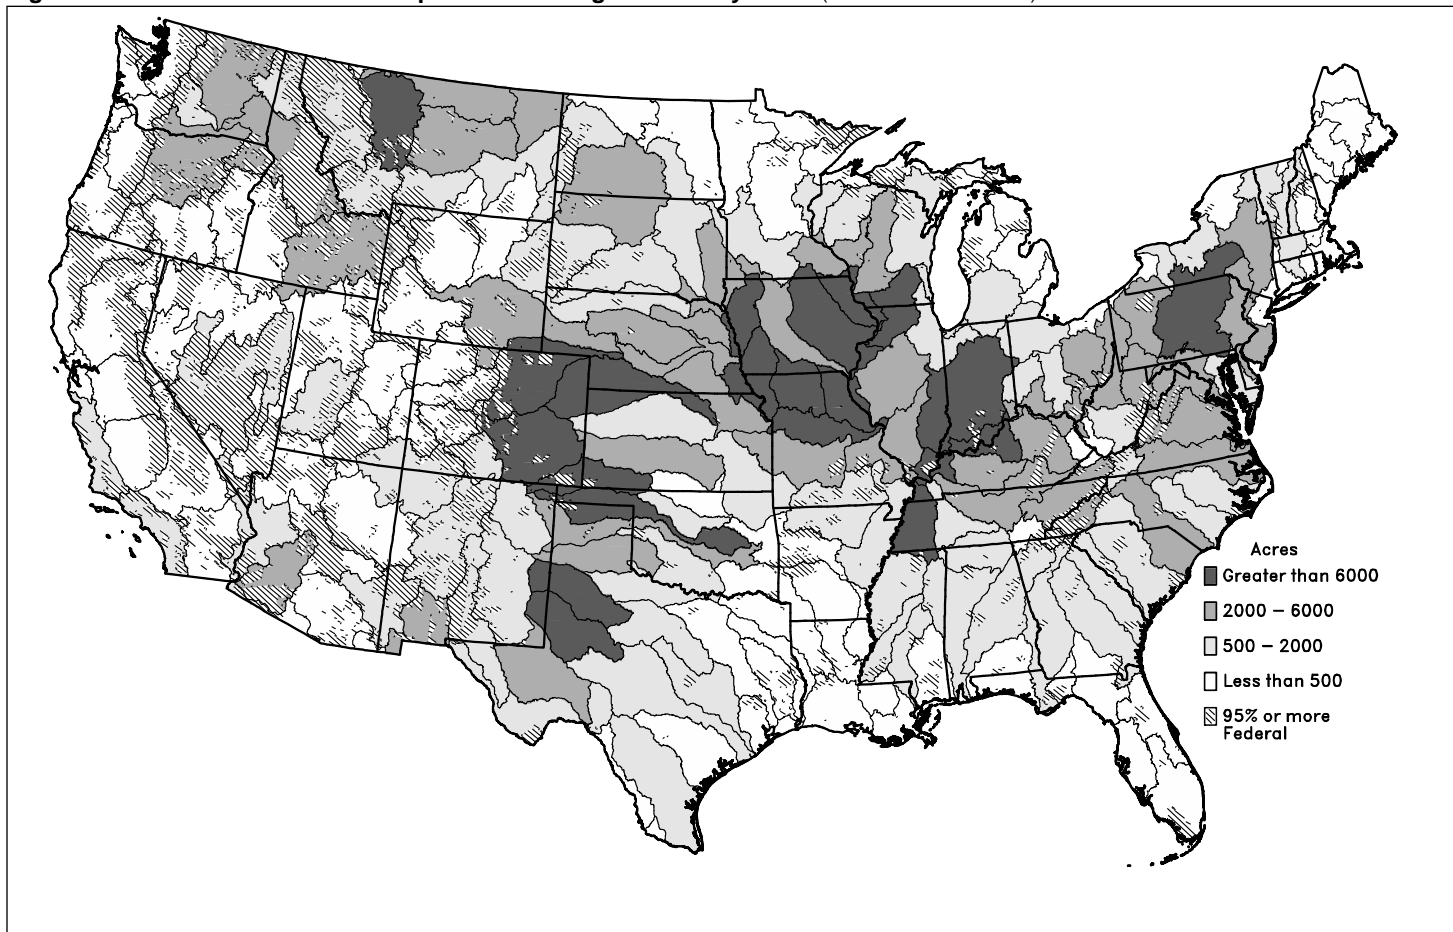 Acres
Greater than 6000
2000 – 6000
500 – 2000
Less than 500
95% or more
Federal